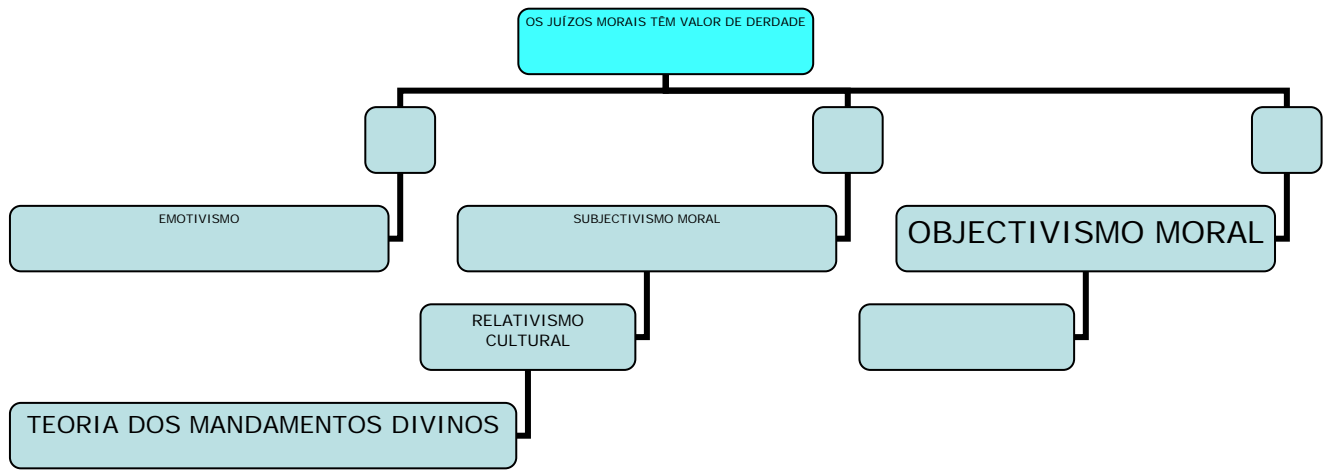 OS JUÍZOS MORAIS TÊM VALOR DE DERDADE
EMOTIVISMO
SUBJECTIVISMO MORAL
OBJECTIVISMO MORAL
RELATIVISMO
CULTURAL
TEORIA DOS MANDAMENTOS DIVINOS